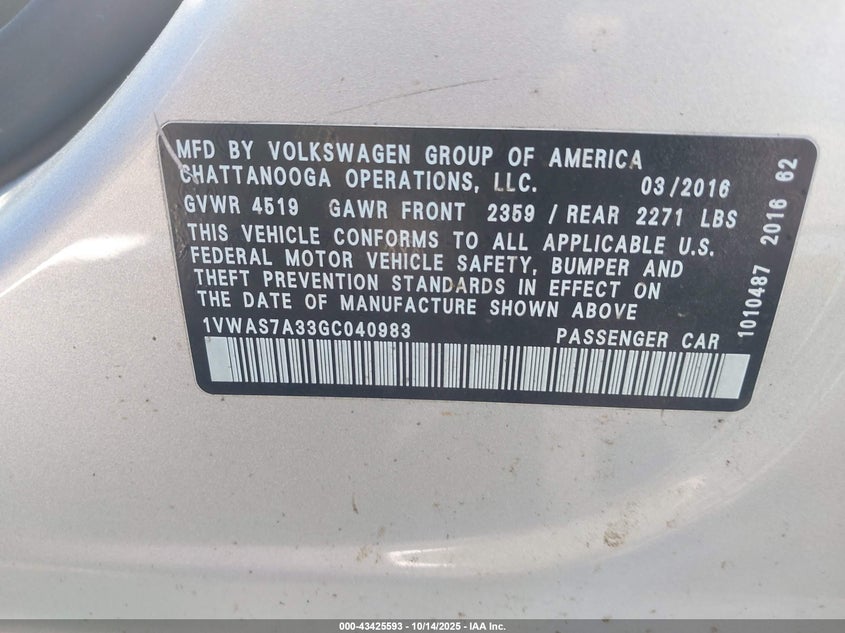 MFD BY VOLKSWAGEN GROUP OF AMERICA
CHATTANOOGA OPERATIONS, LLC. 03/2016
GVWR 4519 GAWR FRONT 2359 / REAR 2271 LBS
THIS VEHICLE CONFORMS TO ALL APPLICABLE U.S.
FEDERAL MOTOR VEHICLE SAFETY, BUMPER AND
THEFT PREVENTION STANDARDS IN EFFECT ON
THE DATE OF MANUFACTURE SHOWN ABOVE
1VWAS7A33GC040983 PASSENGER CAR
1010487 2016 62
000-43425593 | 10/14/2025 | IAA Inc.